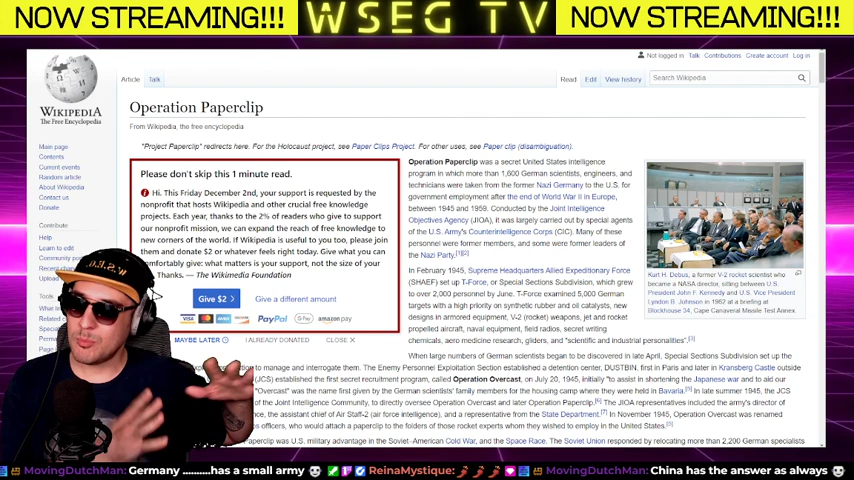 NOW STREAMING!!!
WSEG TV
NOW STREAMING!!!
Not logged in Talk Contributions Create account Log in
Article Talk
Read Edit View history
Search Wikipedia
WIKIPEDIA
The Free Encyclopedia
Operation Paperclip
From Wikipedia, the free encyclopedia
"Project Paperclip" redirects here. For the Holocaust project, see Paper Clips Project. For other uses, see Paper clip (disambiguation).
Main page
Contents
Current events
Random article
About Wikipedia
Contact us
Donate
Contribute
Help
Learn to edit
Community
Recent
Upload
Tools
Please don't skip this 1 minute read.
Hi. This Friday December 2nd, your support is requested by the
nonprofit that hosts Wikipedia and other crucial free knowledge
projects. Each year, thanks to the 2% of readers who give to support
our nonprofit mission, we can expand the reach of free knowledge to
new corners of the world. If Wikipedia is useful to you too, please join
them and donate $2 or whatever feels right today. Give what you can
comfortably give: what matters is your support, not the size of your
Thanks. — The Wikimedia Foundation
Give $2 >
Give a different amount
VISA
PayPal G Pay amazon pay
MAYBE LATER I ALREADY DONATED CLOSE X
Operation Paperclip was a secret United States intelligence
program in which more than 1,600 German scientists, engineers, and
technicians were taken from the former Nazi Germany to the U.S. for
government employment after the end of World War II in Europe,
between 1945 and 1959. Conducted by the Joint Intelligence
Objectives Agency (JIOA), it was largely carried out by special agents
of the U.S. Army's Counterintelligence Corps (CIC). Many of these
personnel were former members, and some were former leaders of
the Nazi Party.[1][2]
In February 1945, Supreme Headquarters Allied Expeditionary Force
(SHAEF) set up T-Force, or Special Sections Subdivision, which grew
to over 2,000 personnel by June. T-Force examined 5,000 German
targets with a high priority on synthetic rubber and oil catalysts, new
designs in armored equipment, V-2 (rocket) weapons, jet and rocket
propelled aircraft, naval equipment, field radios, secret writing
chemicals, aero medicine research, gliders, and "scientific and industrial personalities".[3]
Kurt H. Debus, a former V-2 rocket scientist who
became a NASA director, sitting between U.S.
President John F. Kennedy and U.S. Vice President
Lyndon B. Johnson in 1962 at a briefing at
Blockhouse 34, Cape Canaveral Missile Test Annex.
When large numbers of German scientists began to be discovered in late April, Special Sections Subdivision set up the
to manage and interrogate them. The Enemy Personnel Exploitation Section established a detention center, DUSTBIN, first in Paris and later in Kransberg Castle outside
(JCS) established the first secret recruitment program, called Operation Overcast, on July 20, 1945, initially "to assist in shortening the Japanese war and to aid our
Overcast" was the name first given by the German scientists' family members for the housing camp where they were held in Bavaria. In late summer 1945, the JCS
of the Joint Intelligence Community, to directly oversee Operation Overcast and later Operation Paperclip. The JIOA representatives included the army's director of
, the assistant chief of Air Staff-2 (air force intelligence), and a representative from the State Department.[7] In November 1945, Operation Overcast was renamed
officers, who would attach a paperclip to the folders of those rocket experts whom they wished to employ in the United States.
Paperclip was U.S. military advantage in the Soviet–American Cold War, and the Space Race. The Soviet Union responded by relocating more than 2,200 German specialists
W.S.E.G.
MovingDutchMan: Germany ..........has a small army
ReinaMystique:
MovingDutchMan: China has the answer as always